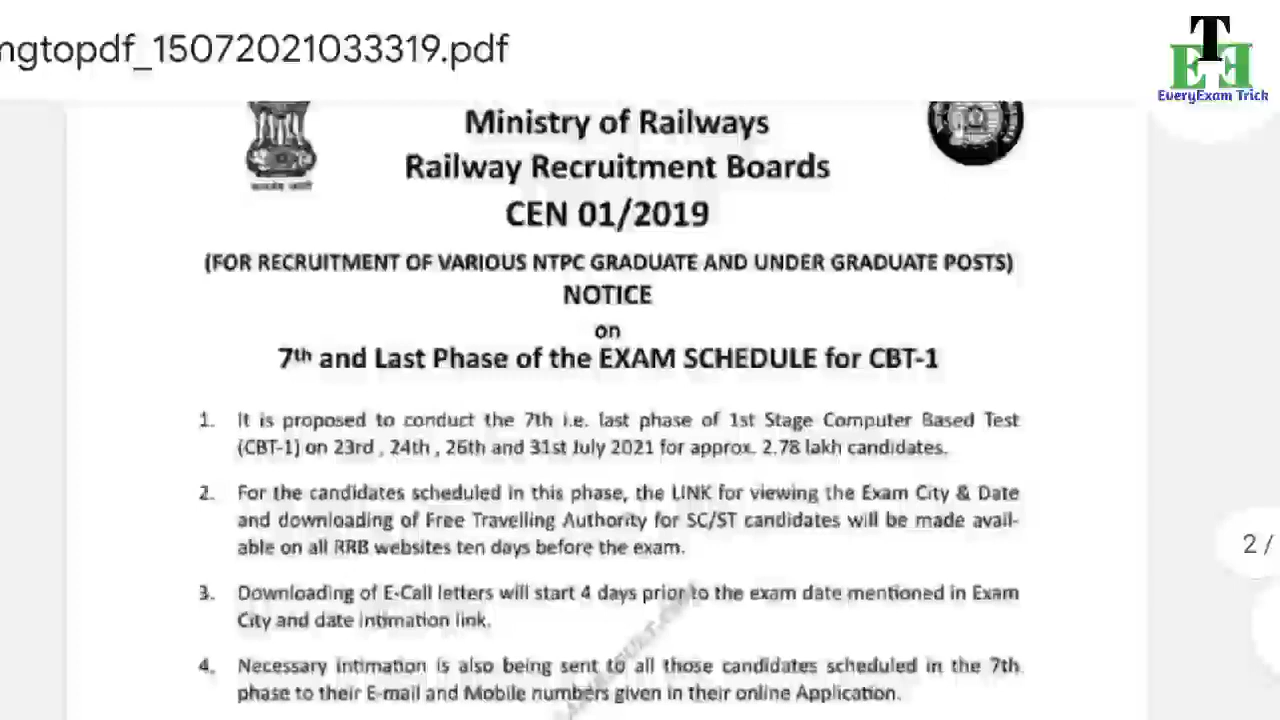 ngtopdf_15072021033319.pdf
T
EE
EveryExam Trick
Ministry of Railways
Railway Recruitment Boards
CEN 01/2019
(FOR RECRUITMENT OF VARIOUS NTPC GRADUATE AND UNDER GRADUATE POSTS)
NOTICE
on
7th and Last Phase of the EXAM SCHEDULE for CBT-1
1. It is proposed to conduct the 7th i.e. last phase of 1st Stage Computer Based Test
(CBT-1) on 23rd , 24th , 26th and 31st July 2021 for approx. 2.78 lakh candidates.
2. For the candidates scheduled in this phase, the LINK for viewing the Exam City & Date
and downloading of Free Travelling Authority for SC/ST candidates will be made avail-
able on all RRB websites ten days before the exam.
2 /
3. Downloading of E-Call letters will start 4 days prior to the exam date mentioned in Exam
City and date intimation link.
4. Necessary intimation is also being sent to all those candidates scheduled in the 7th
phase to their E-mail and Mobile numbers given in their online Application.